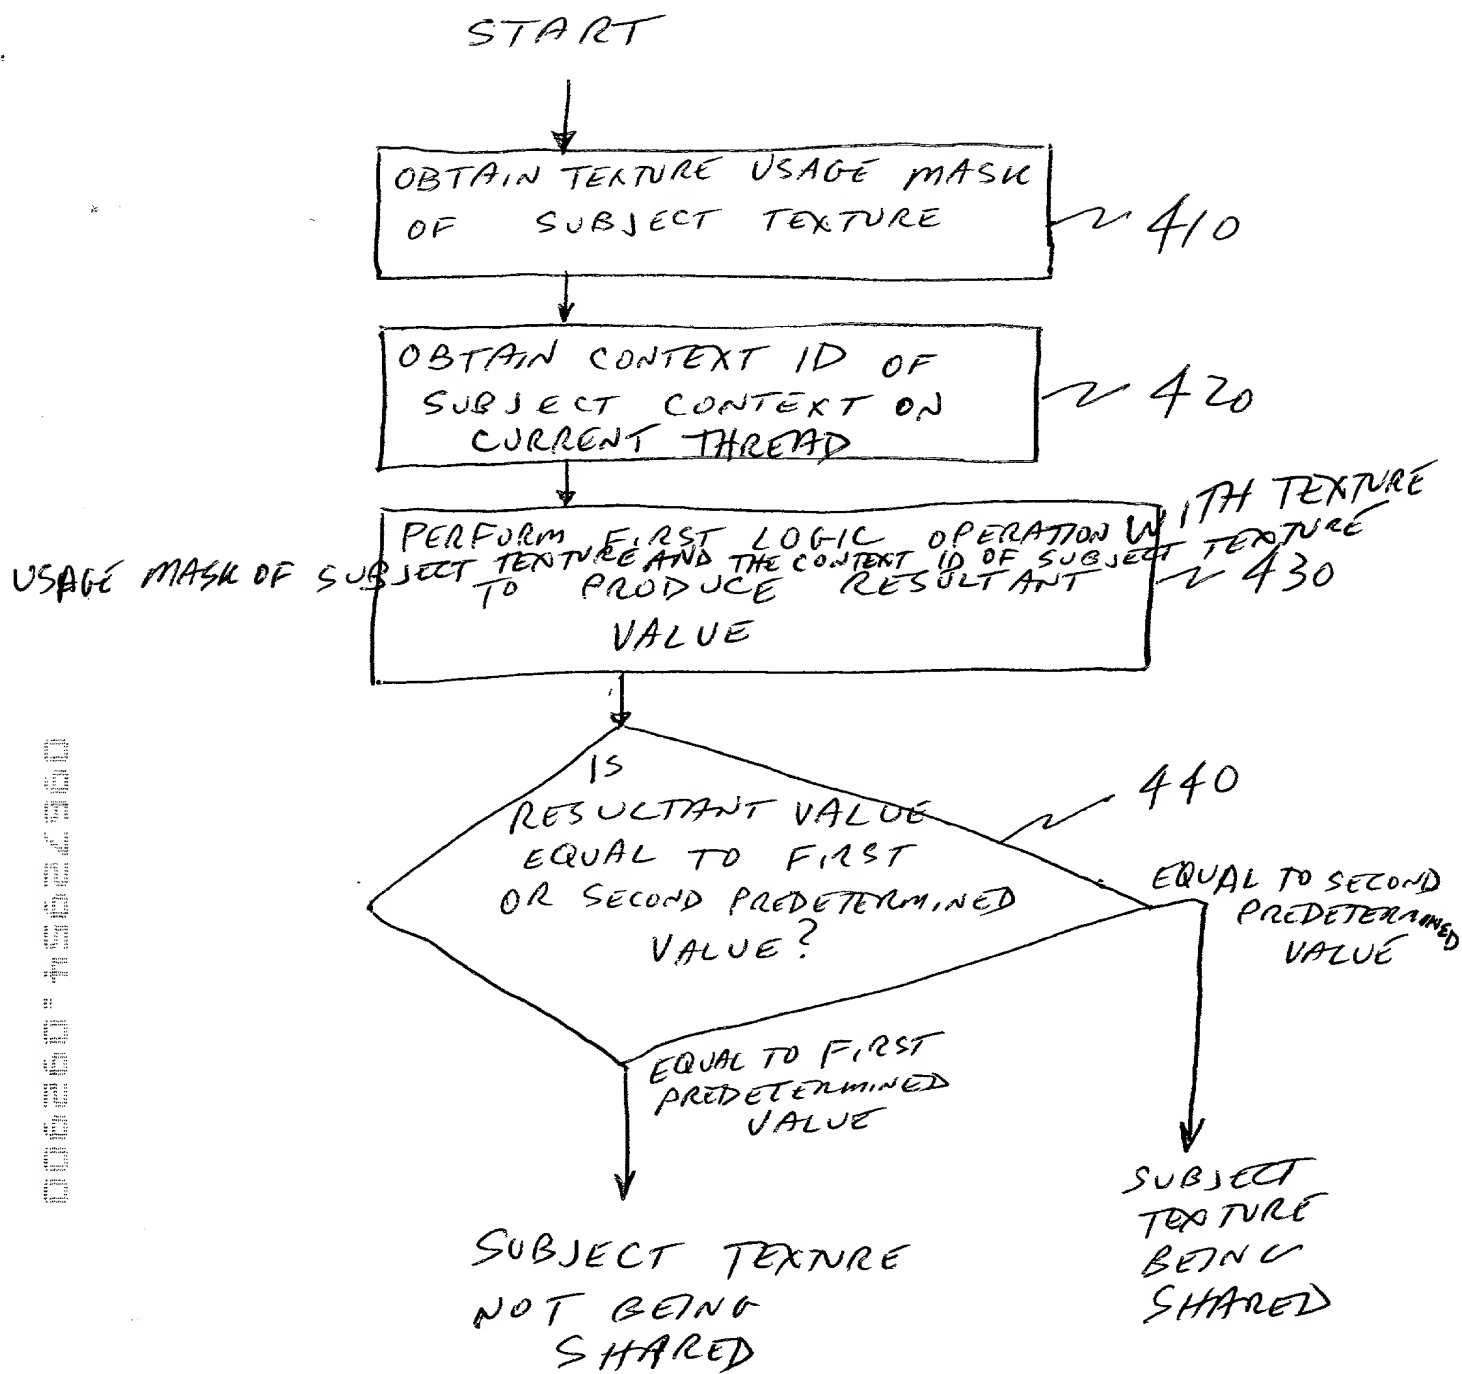 START
OBTAIN TEXTURE USAGE MASK
OF SUBJECT TEXTURE
410
OBTAIN CONTEXT ID OF
SUBJECT CONTEXT ON
CURRENT THREAD
420
PERFORM FIRST LOGIC OPERATION WITH TEXTURE
USAGE MASK OF SUBJECT TEXTURE AND THE CONTEXT ID OF SUBJECT TEXTURE
TO PRODUCE RESULTANT
VALUE
430
IS
RESULTANT VALUE
EQUAL TO FIRST
OR SECOND PREDETERMINED
VALUE?
440
EQUAL TO SECOND
PREDETERMINED
VALUE
EQUAL TO FIRST
PREDETERMINED
VALUE
SUBJECT TEXTURE
NOT BEING
SHARED
SUBJECT
TEXTURE
BEING
SHARED